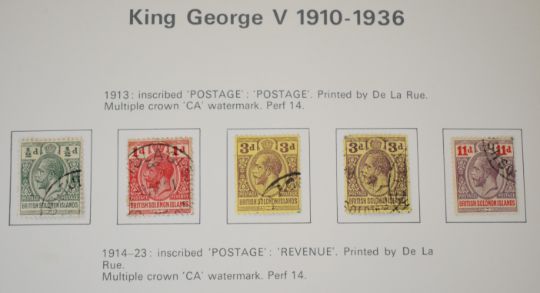 King George V 1910-1936
1913: inscribed 'POSTAGE': 'POSTAGE'. Printed by De La Rue.
Multiple crown 'CA' watermark. Perf 14.
½d ½d
BRITISH SOLOMON ISLANDS
1d 1d
BRITISH SOLOMON ISLANDS
3d 3d
BRITISH SOLOMON ISLANDS
3d 3d
BRITISH SOLOMON ISLANDS
11d 11d
BRITISH SOLOMON ISLANDS
1914-23: inscribed 'POSTAGE': 'REVENUE'. Printed by De La
Rue.
Multiple crown 'CA' watermark. Perf 14.